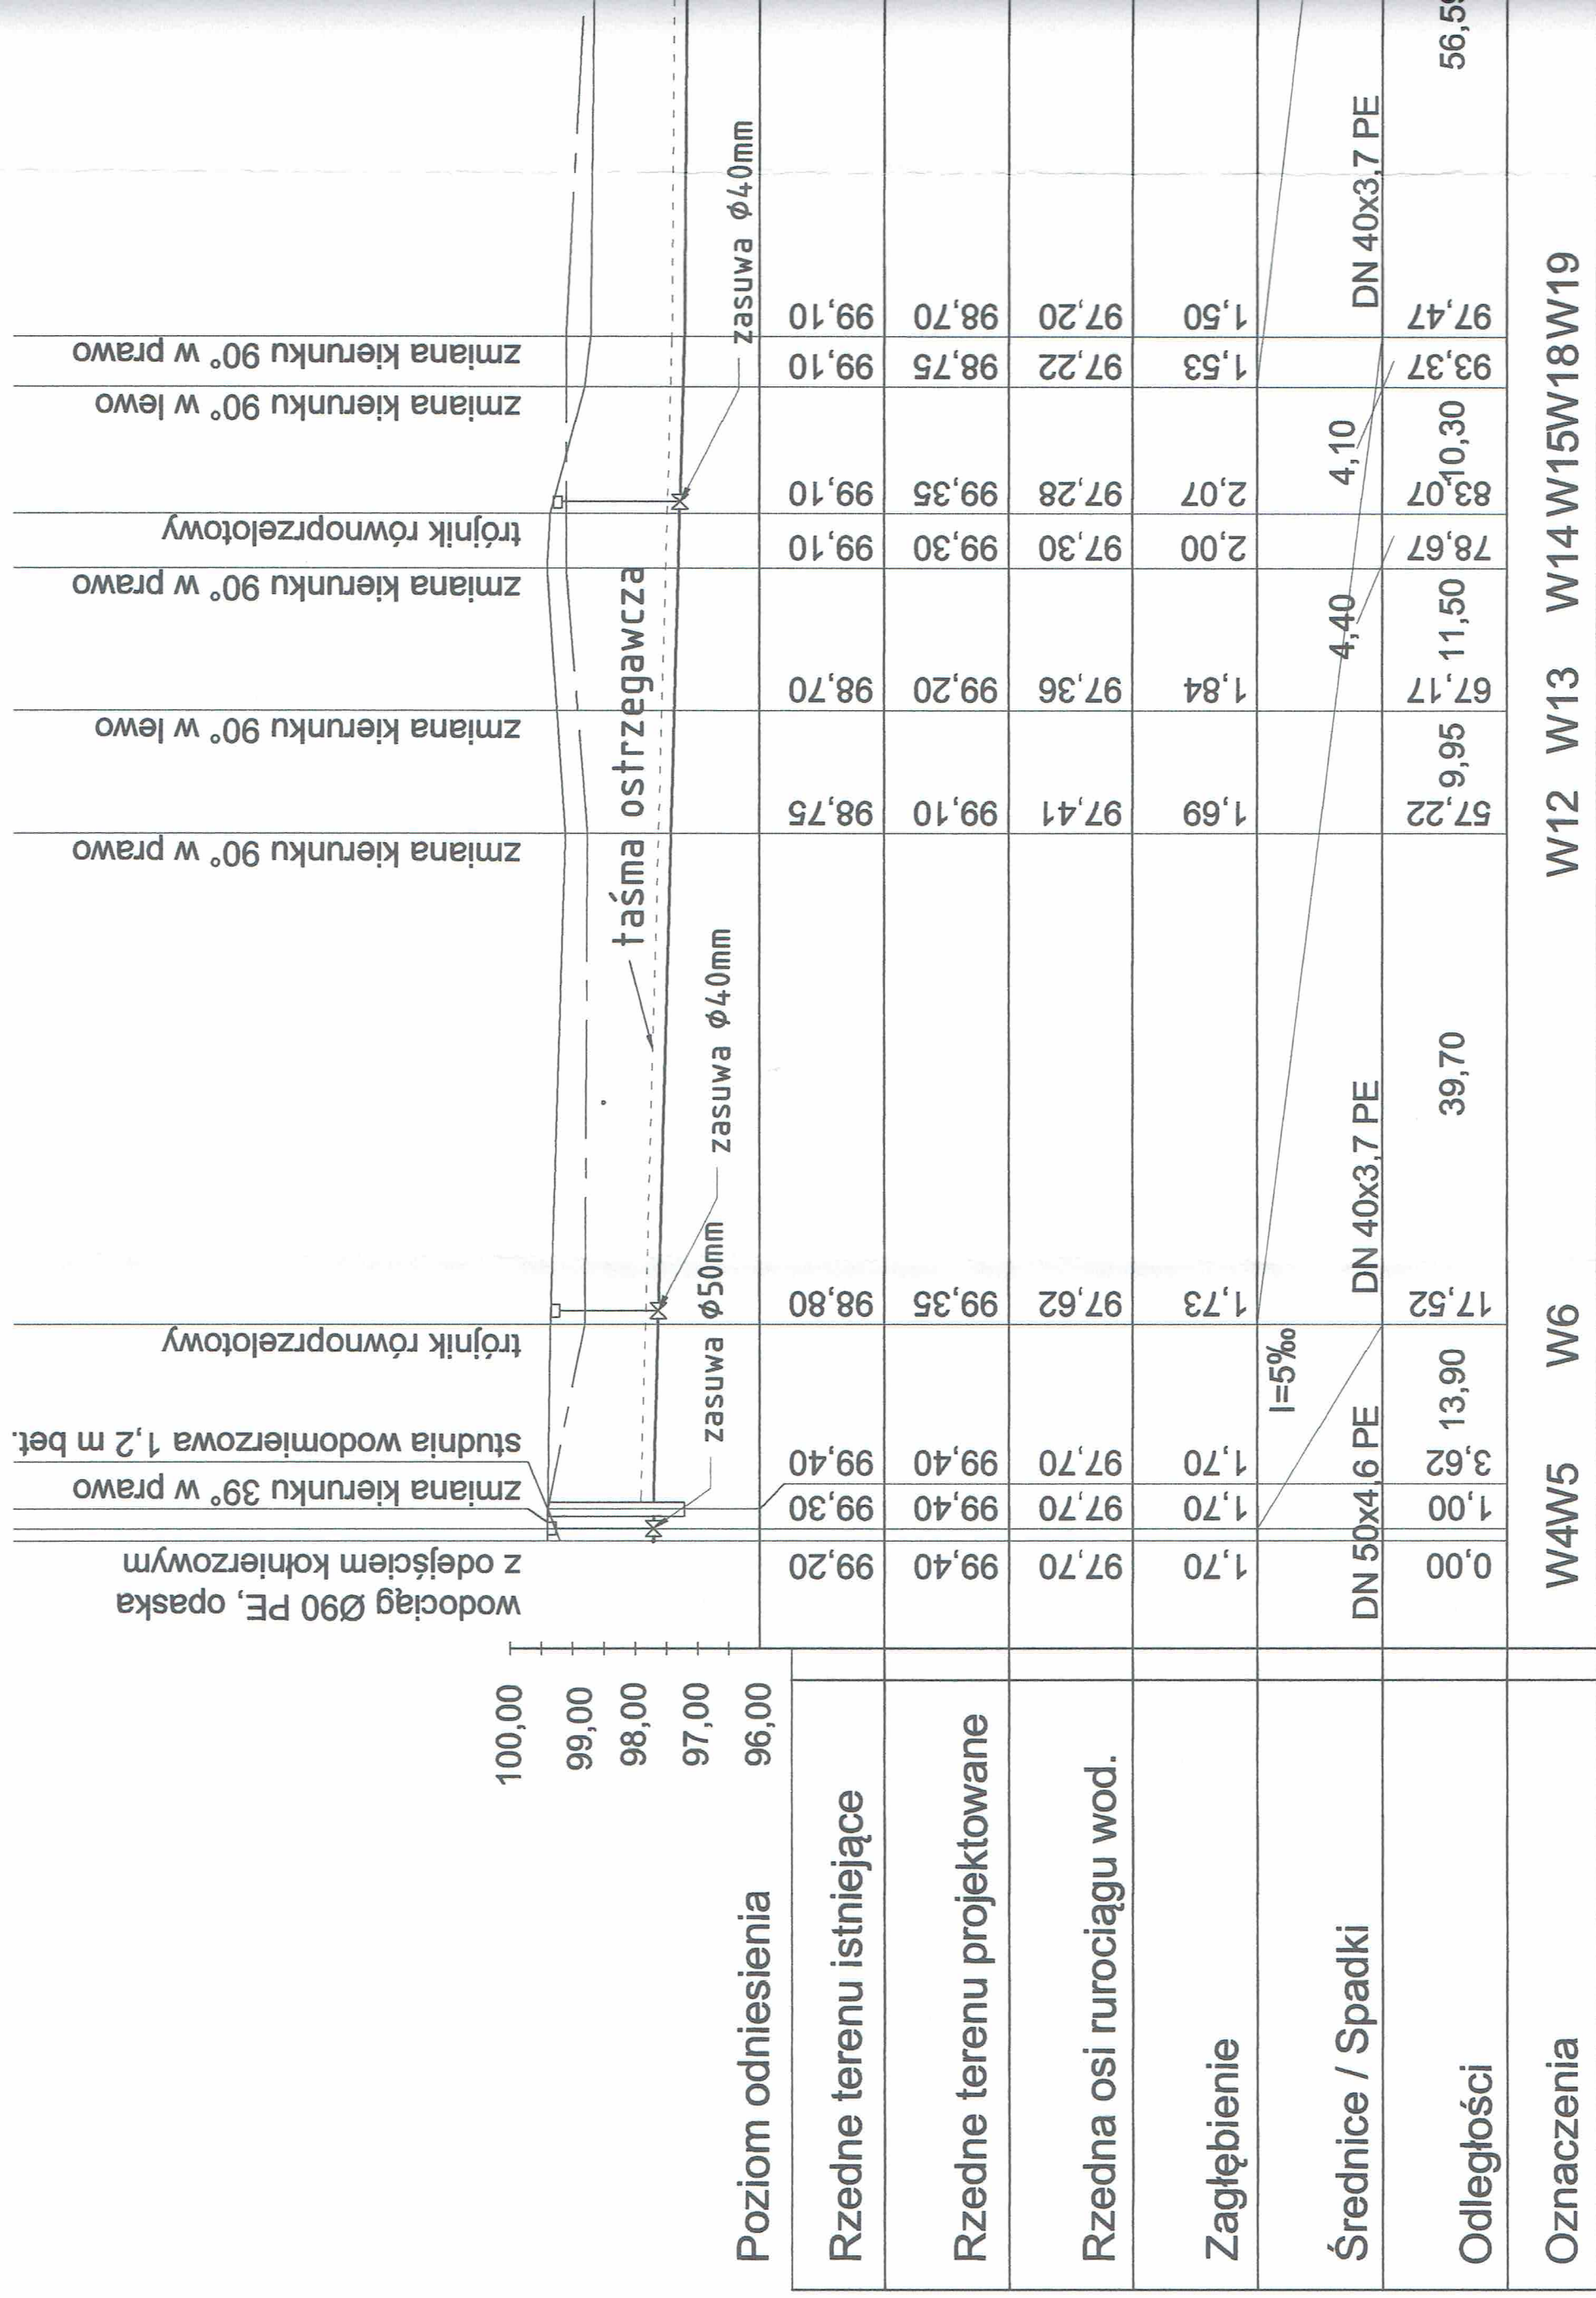 wodociąg Ø90 PE, opaska
z odejściem kołnierzowym
zmiana kierunku 39° w prawo
studnia wodomierzowa 1,2 m bet.
trójnik równoprzelotowy
zmiana kierunku 90° w prawo
zmiana kierunku 90° w lewo
zmiana kierunku 90° w prawo
trójnik równoprzelotowy
zmiana kierunku 90° w lewo
zmiana kierunku 90° w prawo
100,00
99,00
98,00
97,00
96,00
taśma ostrzegawcza
zasuwa ϕ50mm
zasuwa ϕ40mm
zasuwa ϕ40mm
Poziom odniesienia
Rzedne terenu istniejące
99,20 99,30 99,40 98,80 98,75 98,70 99,10 99,10 99,10 99,10
Rzedne terenu projektowane
99,40 99,40 99,40 99,35 99,10 99,20 99,30 99,35 98,75 98,70
Rzedna osi rurociągu wod.
97,70 97,70 97,70 97,62 97,41 97,36 97,30 97,28 97,22 97,20
Zagłębienie
1,70 1,70 1,70 1,73 1,69 1,84 2,00 2,07 1,53 1,50
Średnice / Spadki
I=5‰
DN 50x4,6 PE DN 40x3,7 PE 4,40 4,10 DN 40x3,7 PE
Odległości
0,00 1,00 3,62 13,90 17,52 39,70 57,22 9,95 67,17 11,50 78,67 83,07 10,30 93,37 97,47
Oznaczenia
W4W5 W6 W12 W13 W14 W15W18W19